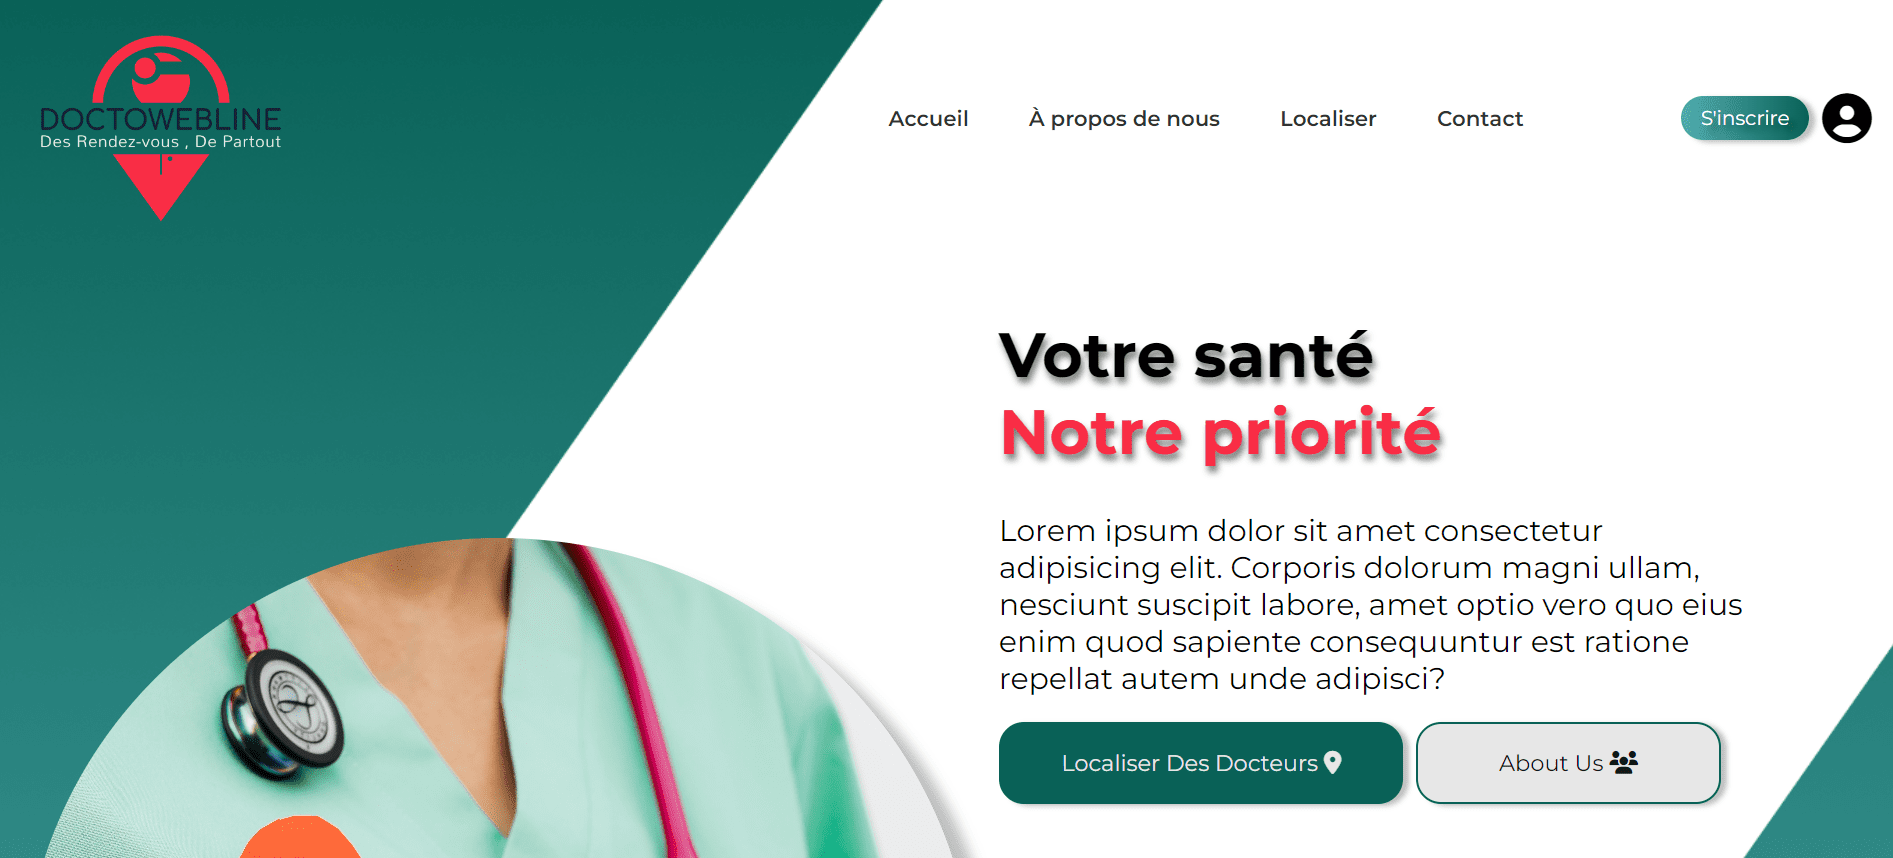 DOCTOWEBLINE
Des Rendez-vous , De Partout
Accueil
À propos de nous
Localiser
Contact
S'inscrire
Votre santé
Notre priorité
Lorem ipsum dolor sit amet consectetur
adipisicing elit. Corporis dolorum magni ullam,
nesciunt suscipit labore, amet optio vero quo eius
enim quod sapiente consequuntur est ratione
repellat autem unde adipisci?
Localiser Des Docteurs
About Us